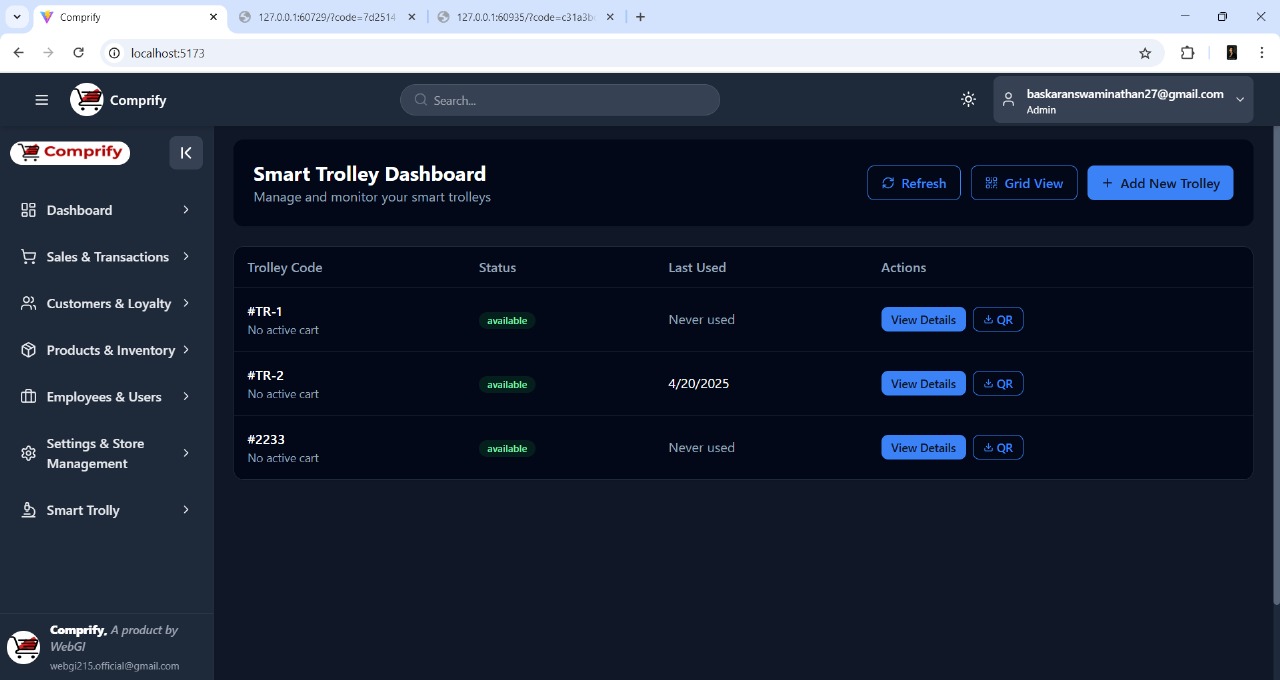 Comprify
127.0.0.1:60729/?code=7d2514
127.0.0.1:60935/?code=c31a3b
localhost:5173
Comprify
Search...
baskaranswaminathan27@gmail.com
Admin
Comprify
Dashboard
Sales & Transactions
Customers & Loyalty
Products & Inventory
Employees & Users
Settings & Store
Management
Smart Trolly
Comprify, A product by
WebGI
webgi215.official@gmail.com
Smart Trolley Dashboard
Manage and monitor your smart trolleys
Refresh
Grid View
+ Add New Trolley
Trolley Code Status Last Used Actions
#TR-1
No active cart
available
Never used
View Details
QR
#TR-2
No active cart
available
4/20/2025
View Details
QR
#2233
No active cart
available
Never used
View Details
QR